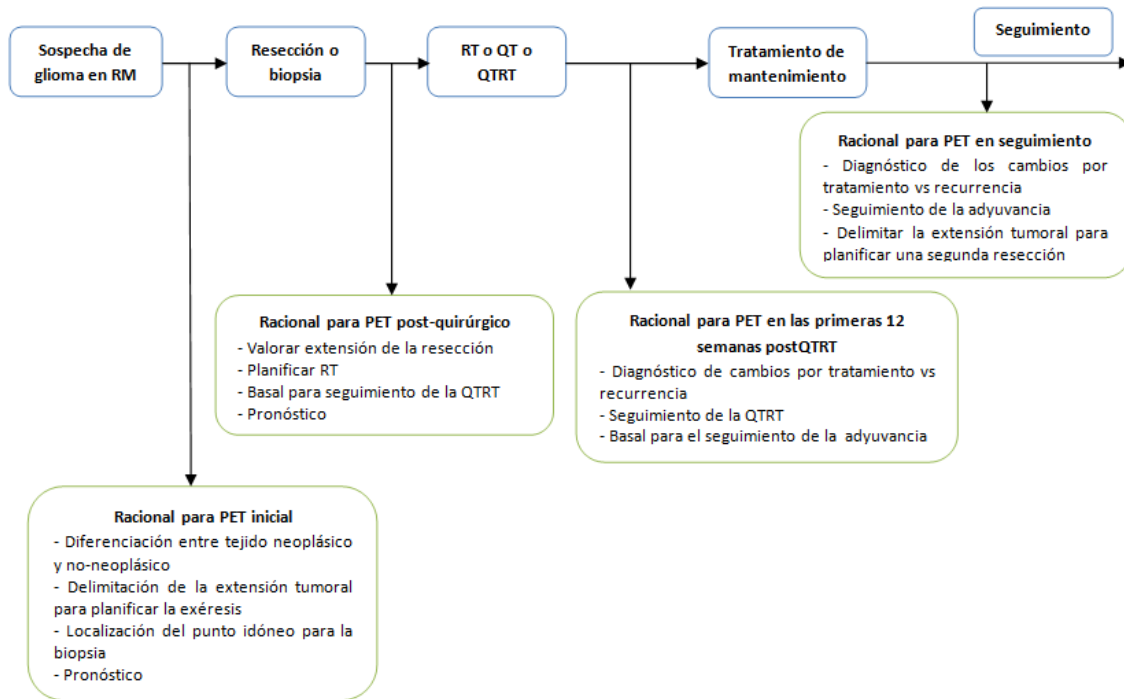 Sospecha de
glioma en RM
Resección o
biopsia
RT o QT o
QTRT
Tratamiento de
mantenimiento
Seguimiento
Racional para PET en seguimiento
- Diagnóstico de los cambios por
tratamiento vs recurrencia
- Seguimiento de la adyuvancia
- Delimitar la extensión tumoral para
planificar una segunda resección
Racional para PET post-quirúrgico
- Valorar extensión de la resección
- Planificar RT
- Basal para seguimiento de la QTRT
- Pronóstico
Racional para PET en las primeras 12
semanas postQTRT
- Diagnóstico de cambios por tratamiento vs
recurrencia
- Seguimiento de la QTRT
- Basal para el seguimiento de la adyuvancia
Racional para PET inicial
- Diferenciación entre tejido neoplásico
y no-neoplásico
- Delimitación de la extensión tumoral
para planificar la exéresis
- Localización del punto idóneo para la
biopsia
- Pronóstico